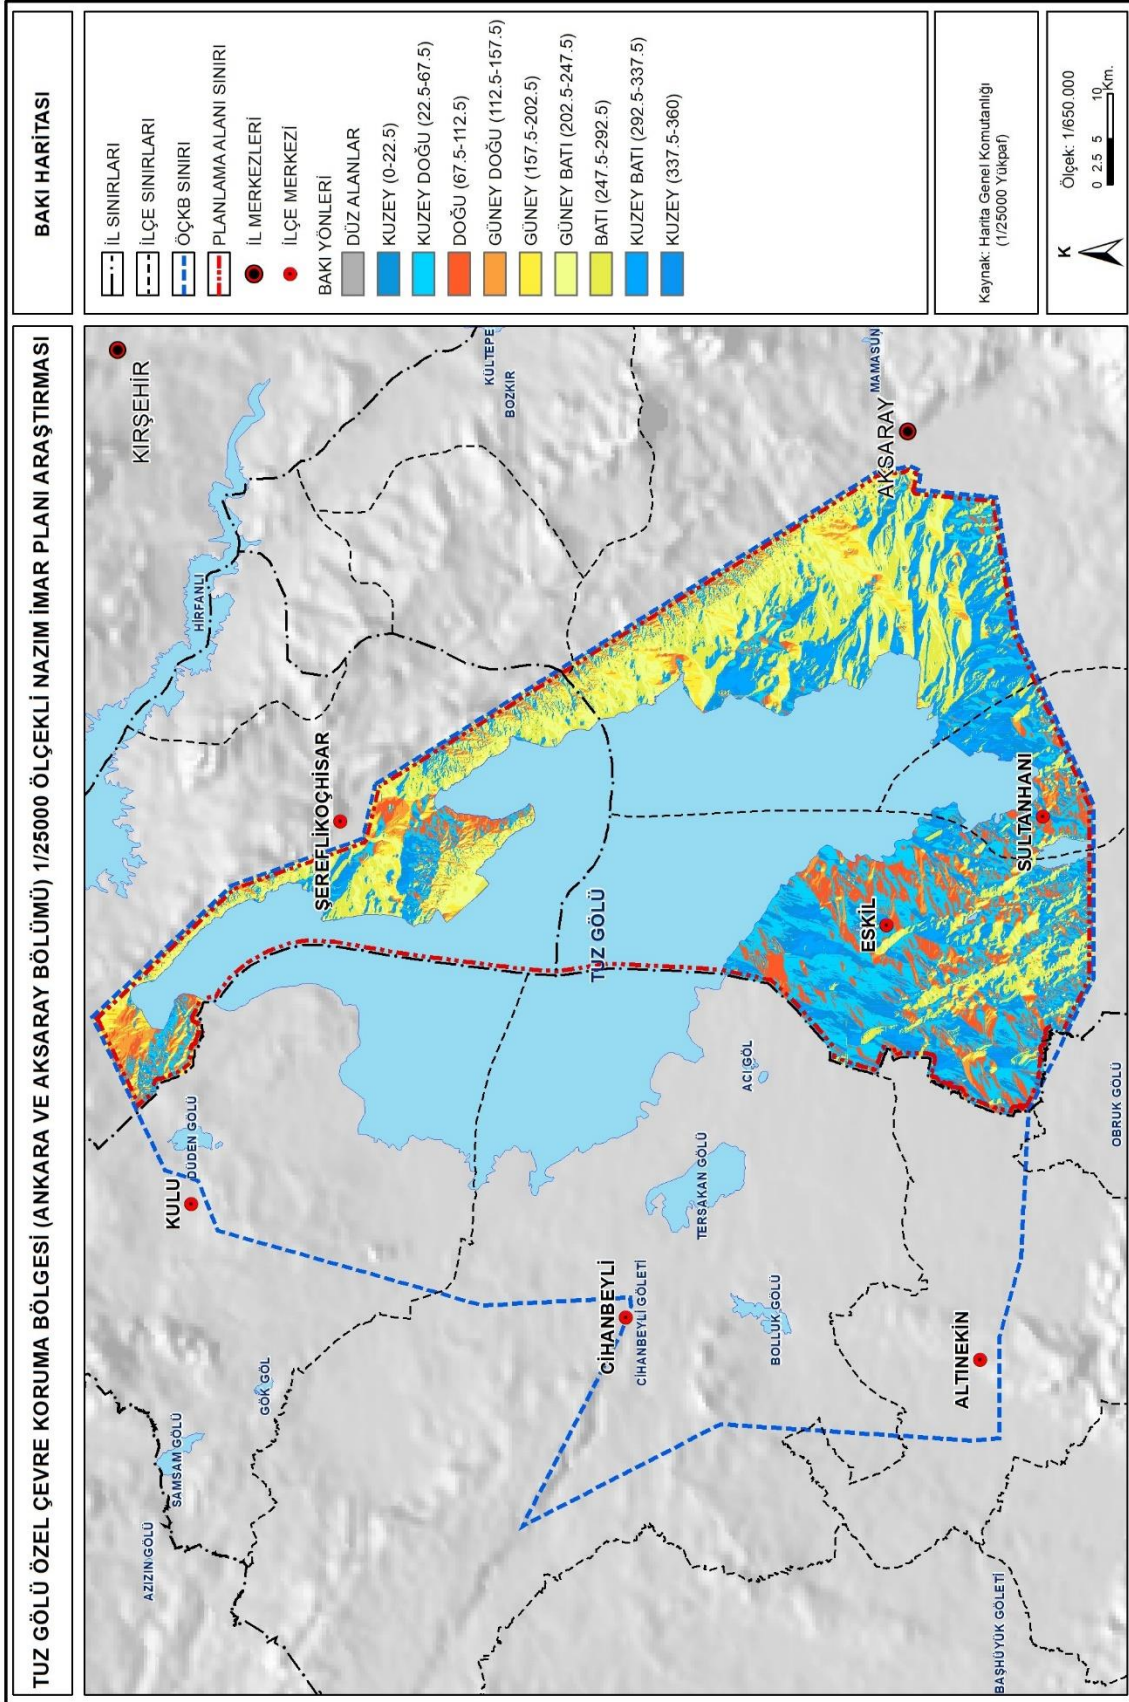 TUZ GÖLÜ ÖZEL ÇEVRE KORUMA BÖLGESİ (ANKARA VE AKSARAY BÖLÜMÜ) 1/25000 ÖLÇEKLİ NAZIM İMAR PLANI ARAŞTIRMASI
BAKI HARİTASI
KIRŞEHİR
HİRFANLI
KÜLTEPE
BOZKIR
ŞEREFLİKOÇHİSAR
AKSARAY
MAMASUN
TUZ GÖLÜ
ESKİL
SULTANHANI
KULU
DÜDEN GÖLÜ
ACI GÖL
TERSAKAN GÖLÜ
OBRUK GÖLÜ
CİHANBEYLİ
CİHANBEYLİ GÖLETİ
BOLLUK GÖLÜ
ALTINEKİN
GÖK GÖL
SAMSAM GÖLÜ
AZIZIN GÖLÜ
BAŞHÜYÜK GÖLETİ
İL SINIRLARI
İLÇE SINIRLARI
ÖÇKB SINIRI
PLANLAMA ALANI SINIRI
İL MERKEZLERİ
İLÇE MERKEZİ
BAKI YÖNLERİ
DÜZ ALANLAR
KUZEY (0-22.5)
KUZEY DOĞU (22.5-67.5)
DOĞU (67.5-112.5)
GÜNEY DOĞU (112.5-157.5)
GÜNEY (157.5-202.5)
GÜNEY BATI (202.5-247.5)
BATI (247.5-292.5)
KUZEY BATI (292.5-337.5)
KUZEY (337.5-360)
Kaynak: Harita Genel Komutanlığı
(1/25000 Yükpaf)
K
Ölçek: 1/650.000
0 2.5 5 10
Km.